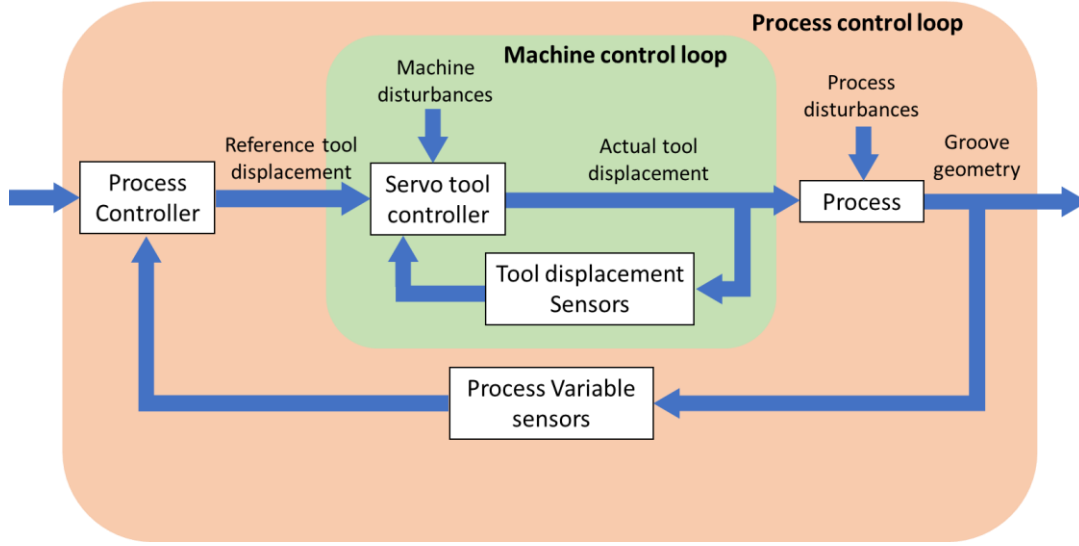 Process control loop
Machine control loop
Machine
disturbances
Process
disturbances
Reference tool
displacement
Actual tool
displacement
Groove
geometry
Process
Controller
Servo tool
controller
Process
Tool displacement
Sensors
Process Variable
sensors